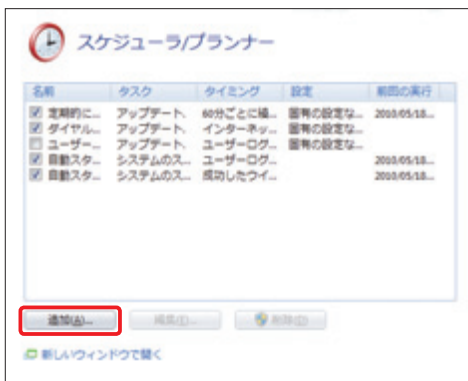 スケジューラ/プランナー
名前 タスク タイミング 設定 前回の実行
定期的に... アップデート、 60分ごとに繰... 固有の設定な... 2010/05/18...
ダイヤル... アップデート、 インターネッ... 固有の設定な...
ユーザー... アップデート、 ユーザーログ... 固有の設定な...
自動スタ... システムのス... ユーザーログ... 2010/05/18...
自動スタ... システムのス... 成功したウイ... 2010/05/18...
追加(A)... 編集(E)... 削除(D)
新しいウィンドウで開く